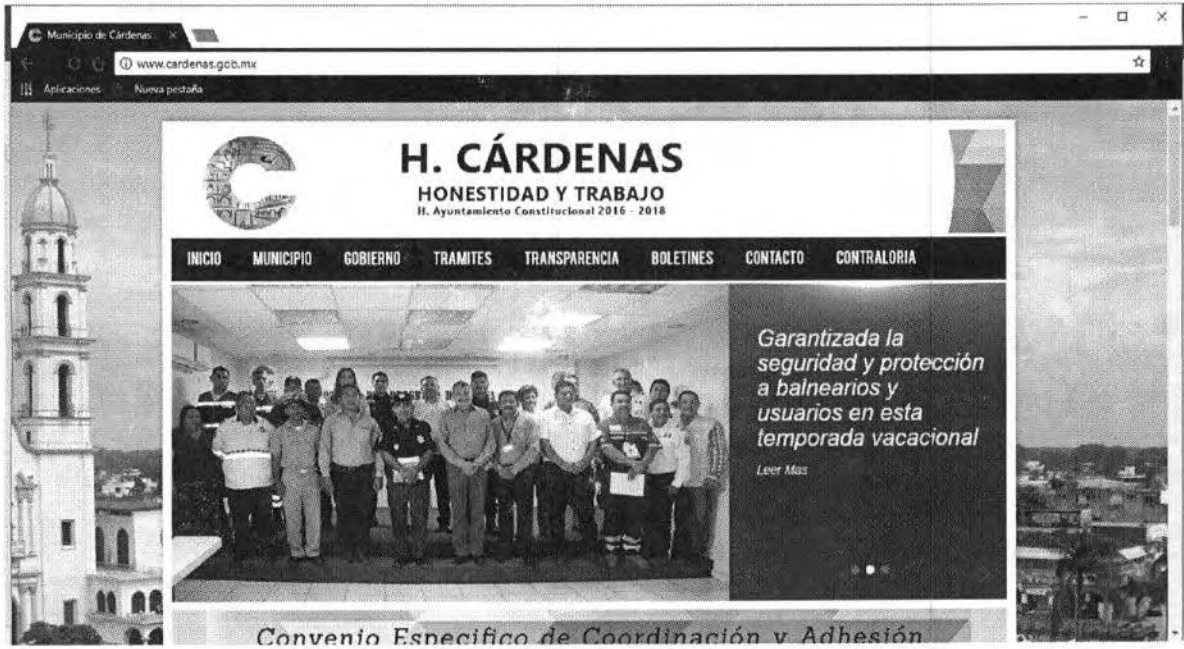 Municipio de Cárdenas
www.cardenas.gob.mx
Aplicaciones Nueva pestaña
H. CÁRDENAS
HONESTIDAD Y TRABAJO
H. Ayuntamiento Constitucional 2016 - 2018
INICIO MUNICIPIO GOBIERNO TRAMITES TRANSPARENCIA BOLETINES CONTACTO CONTRALORIA
Garantizada la
seguridad y protección
a balnearios y
usuarios en esta
temporada vacacional
Leer Mas
Convenio Especifico de Coordinación y Adhesión